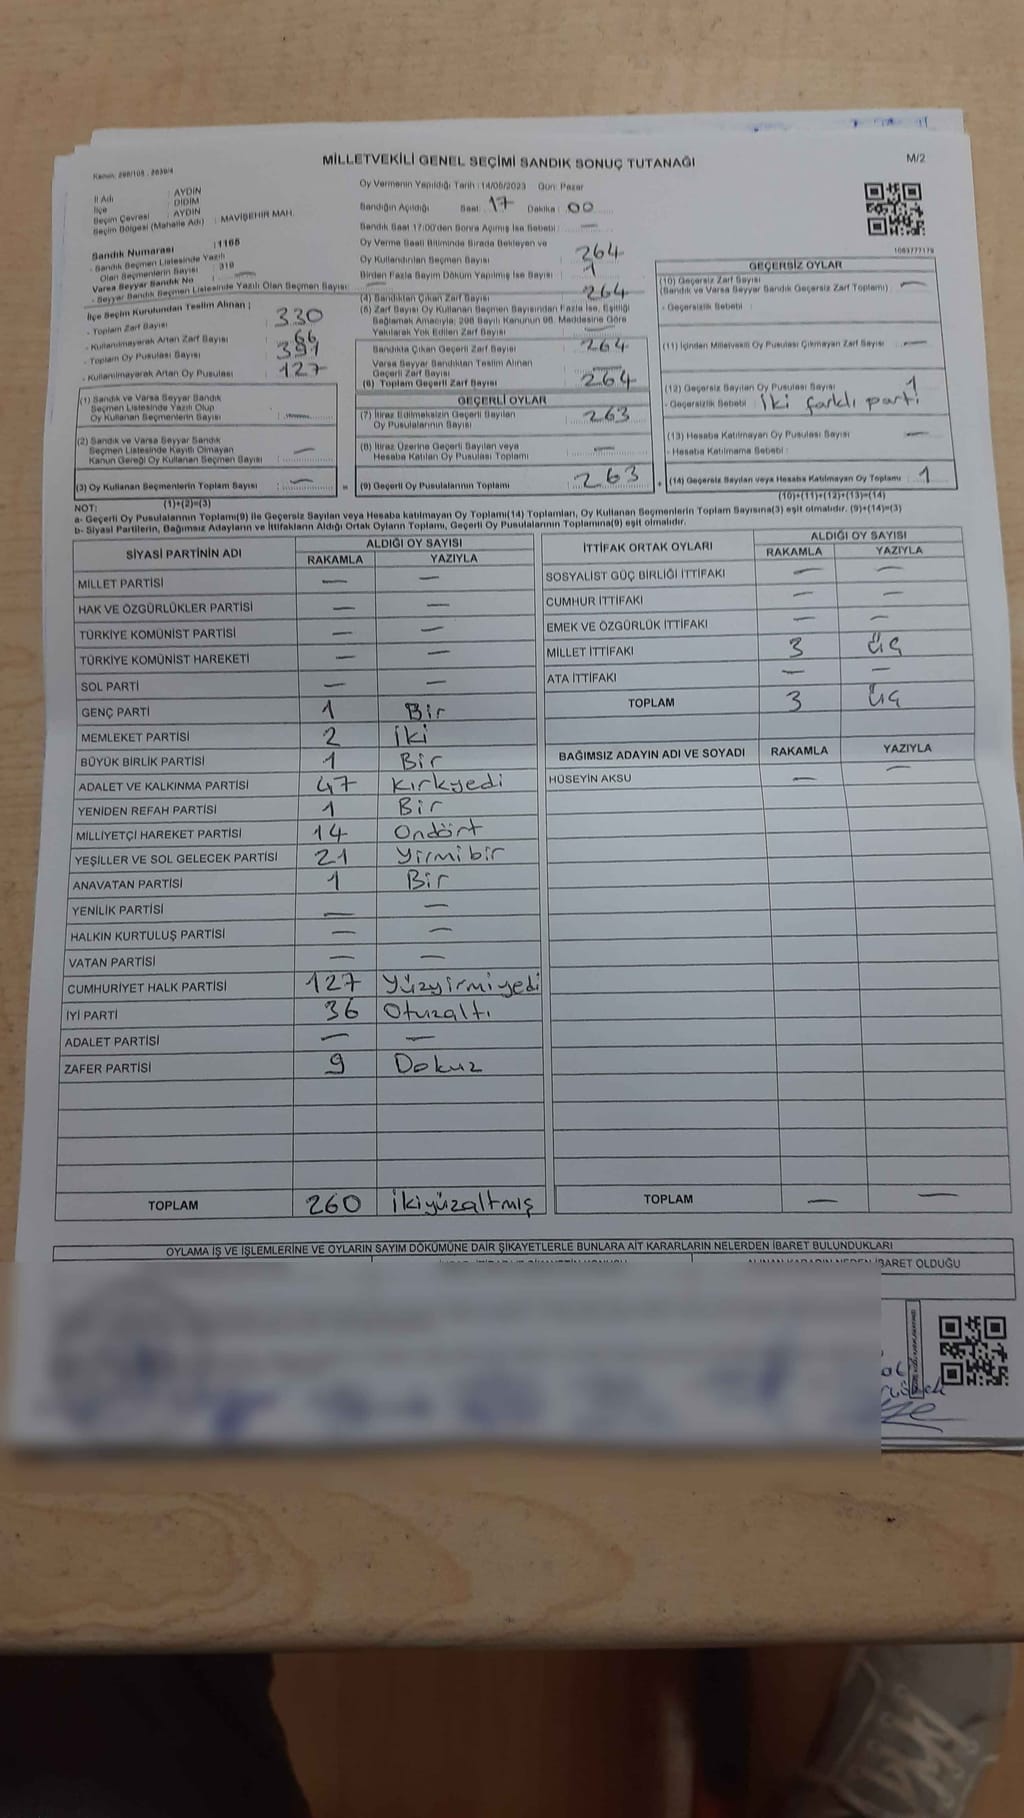 MİLLETVEKİLİ GENEL SEÇİMİ SANDIK SONUÇ TUTANAĞI
M/2
İl Adı : AYDIN
İlçe : DİDİM
Seçim Çevresi : AYDIN
Seçim Bölgesi (Mahalle Adı) : MAVİŞEHİR MAH.
Sandık Numarası : 1165
- Sandık Seçmen Listesinde Yazılı
Olan Seçmenlerin Sayısı : 319
Varsa Seyyar Sandık No : —
- Seyyar Sandık Seçmen Listesinde Yazılı Olan Seçmen Sayısı: —
İlçe Seçim Kurulundan Teslim Alınan ;
- Toplam Zarf Sayısı : 330
- Kullanılmayarak Artan Zarf Sayısı : 66
- Toplam Oy Pusulası Sayısı : 391
- Kullanılmayarak Artan Oy Pusulası : 127
(1) Sandık ve Varsa Seyyar Sandık
Seçmen Listesinde Yazılı Olup
Oy Kullanan Seçmenlerin Sayısı : —
(2) Sandık ve Varsa Seyyar Sandık
Seçmen Listesinde Kayıtlı Olmayan
Kanun Gereği Oy Kullanan Seçmen Sayısı : —
(3) Oy Kullanan Seçmenlerin Toplam Sayısı : —
(1)+(2)=(3)
Oy Vermenin Yapıldığı Tarih : 14/05/2023 Gün: Pazar
Sandığın Açıldığı Saat : 17 Dakika : 00
Sandık Saat 17:00'den Sonra Açılmış İse Sebebi : —
Oy Verme Saati Bitiminde Sırada Bekleyen ve
Oy Kullandırılan Seçmen Sayısı : 264
Birden Fazla Sayım Döküm Yapılmış İse Sayısı : 1
(4) Sandıktan Çıkan Zarf Sayısı : 264
(5) Zarf Sayısı Oy Kullanan Seçmen Sayısından Fazla İse, Eşitliği
Sağlamak Amacıyla; 298 Sayılı Kanunun 98. Maddesine Göre
Yakılarak Yok Edilen Zarf Sayısı : —
Sandıkta Çıkan Geçerli Zarf Sayısı : 264
Varsa Seyyar Sandıktan Teslim Alınan
Geçerli Zarf Sayısı : —
(6) Toplam Geçerli Zarf Sayısı : 264
GEÇERLİ OYLAR
(7) İtiraz Edilmeksizin Geçerli Sayılan
Oy Pusulalarının Sayısı : 263
(8) İtiraz Üzerine Geçerli Sayılan veya
Hesaba Katılan Oy Pusulası Toplamı : —
(9) Geçerli Oy Pusulalarının Toplamı : 263
GEÇERSİZ OYLAR
(10) Geçersiz Zarf Sayısı
(Sandık ve Varsa Seyyar Sandık Geçersiz Zarf Toplamı) : —
- Geçersizlik Sebebi :
(11) İçinden Milletvekili Oy Pusulası Çıkmayan Zarf Sayısı : —
(12) Geçersiz Sayılan Oy Pusulası Sayısı : 1
- Geçersizlik Sebebi : iki farklı parti
(13) Hesaba Katılmayan Oy Pusulası Sayısı : —
- Hesaba Katılmama Sebebi :
(14) Geçersiz Sayılan veya Hesaba Katılmayan Oy Toplamı : 1
(10)+(11)+(12)+(13)=(14)
NOT:
a- Geçerli Oy Pusulalarının Toplamı(9) ile Geçersiz Sayılan veya Hesaba katılmayan Oy Toplamı(14) Toplamları, Oy Kullanan Seçmenlerin Toplam Sayısına(3) eşit olmalıdır. (9)+(14)=(3)
b- Siyasi Partilerin, Bağımsız Adayların ve İttifakların Aldığı Ortak Oyların Toplamı, Geçerli Oy Pusulalarının Toplamına(9) eşit olmalıdır.
SİYASİ PARTİNİN ADI ALDIĞI OY SAYISI
RAKAMLA YAZIYLA
MİLLET PARTİSİ — —
HAK VE ÖZGÜRLÜKLER PARTİSİ — —
TÜRKİYE KOMÜNİST PARTİSİ — —
TÜRKİYE KOMÜNİST HAREKETİ — —
SOL PARTİ — —
GENÇ PARTİ 1 Bir
MEMLEKET PARTİSİ 2 İki
BÜYÜK BİRLİK PARTİSİ 1 Bir
ADALET VE KALKINMA PARTİSİ 47 Kırkyedi
YENİDEN REFAH PARTİSİ 1 Bir
MİLLİYETÇİ HAREKET PARTİSİ 14 Ondört
YEŞİLLER VE SOL GELECEK PARTİSİ 21 Yirmibir
ANAVATAN PARTİSİ 1 Bir
YENİLİK PARTİSİ — —
HALKIN KURTULUŞ PARTİSİ — —
VATAN PARTİSİ — —
CUMHURİYET HALK PARTİSİ 127 Yüzyirmiyedi
İYİ PARTİ 36 Otuzaltı
ADALET PARTİSİ — —
ZAFER PARTİSİ 9 Dokuz
TOPLAM 260 İkiyüzaltmış
İTTİFAK ORTAK OYLARI ALDIĞI OY SAYISI
RAKAMLA YAZIYLA
SOSYALİST GÜÇ BİRLİĞİ İTTİFAKI — —
CUMHUR İTTİFAKI — —
EMEK VE ÖZGÜRLÜK İTTİFAKI — —
MİLLET İTTİFAKI 3 Üç
ATA İTTİFAKI — —
TOPLAM 3 Üç
BAĞIMSIZ ADAYIN ADI VE SOYADI RAKAMLA YAZIYLA
HÜSEYİN AKSU — —
TOPLAM — —
OYLAMA İŞ VE İŞLEMLERİNE VE OYLARIN SAYIM DÖKÜMÜNE DAİR ŞİKAYETLERLE BUNLARA AİT KARARLARIN NELERDEN İBARET BULUNDUKLARI
İBARET OLDUĞU